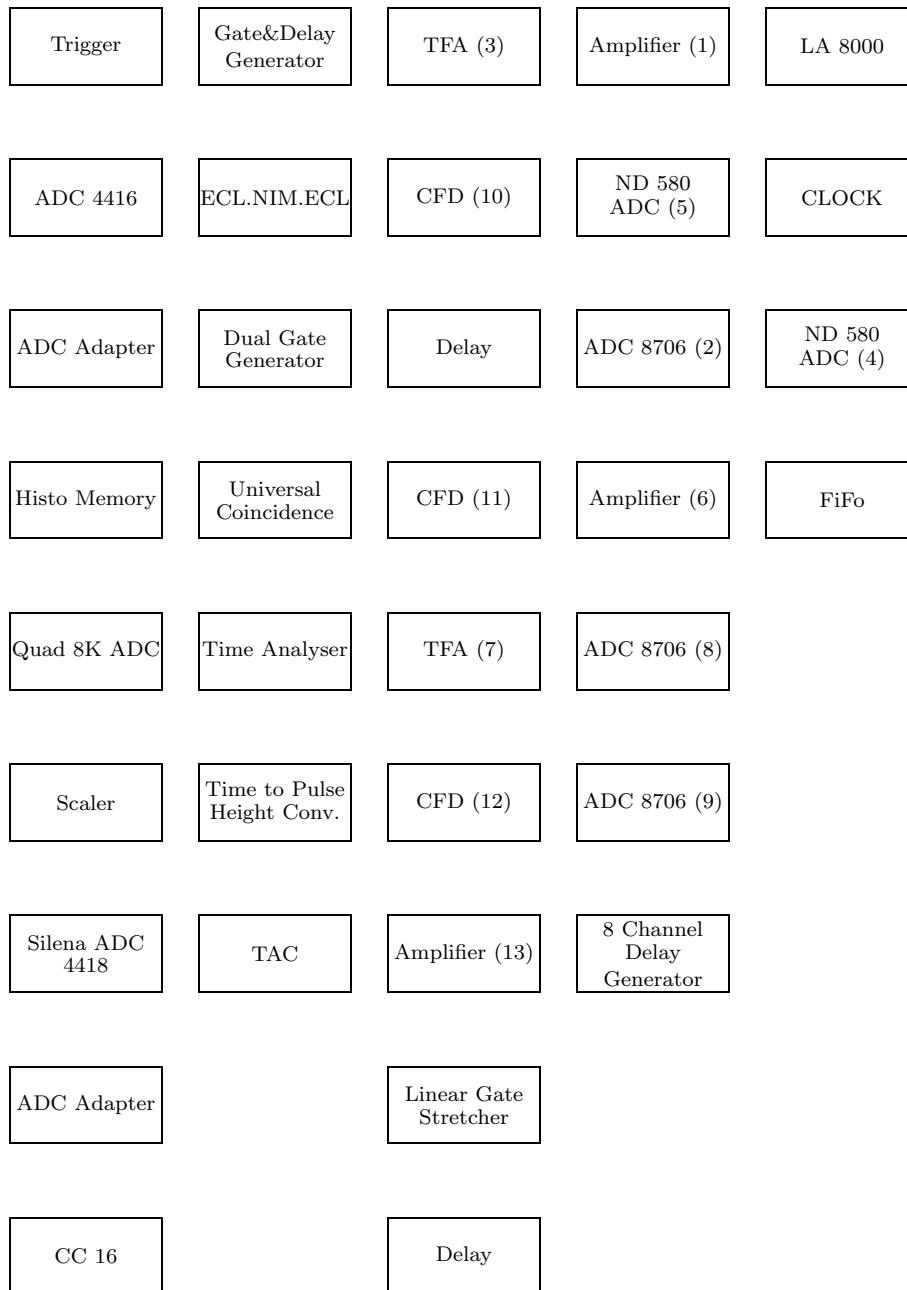 Trigger
Gate&Delay
Generator
TFA (3)
Amplifier (1)
LA 8000
ADC 4416
ECL.NIM.ECL
CFD (10)
ND 580
ADC (5)
CLOCK
ADC Adapter
Dual Gate
Generator
Delay
ADC 8706 (2)
ND 580
ADC (4)
Histo Memory
Universal
Coincidence
CFD (11)
Amplifier (6)
FiFo
Quad 8K ADC
Time Analyser
TFA (7)
ADC 8706 (8)
Scaler
Time to Pulse
Height Conv.
CFD (12)
ADC 8706 (9)
Silena ADC
4418
TAC
Amplifier (13)
8 Channel
Delay
Generator
ADC Adapter
Linear Gate
Stretcher
CC 16
Delay